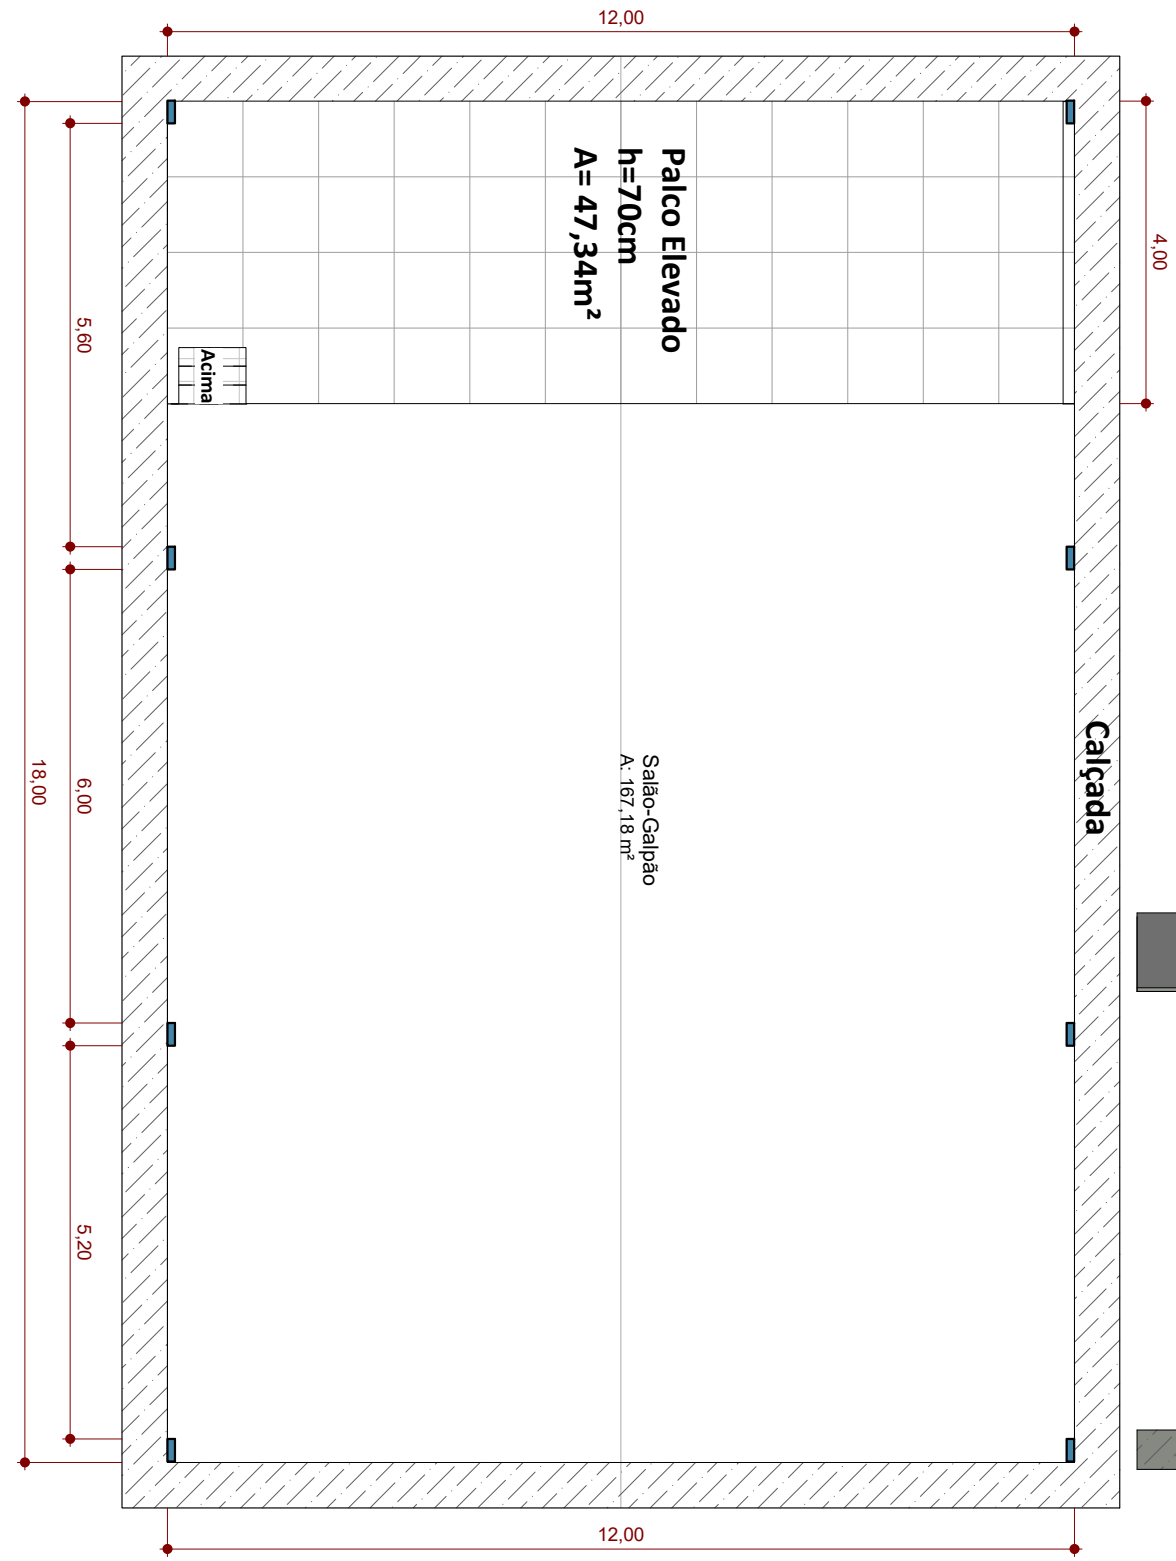 12,00
4,00
Palco Elevado
h=70cm
A= 47,34m²
5,60
Acima
Calçada
Salão-Galpão
A: 167,18 m²
18,00
6,00
5,20
12,00